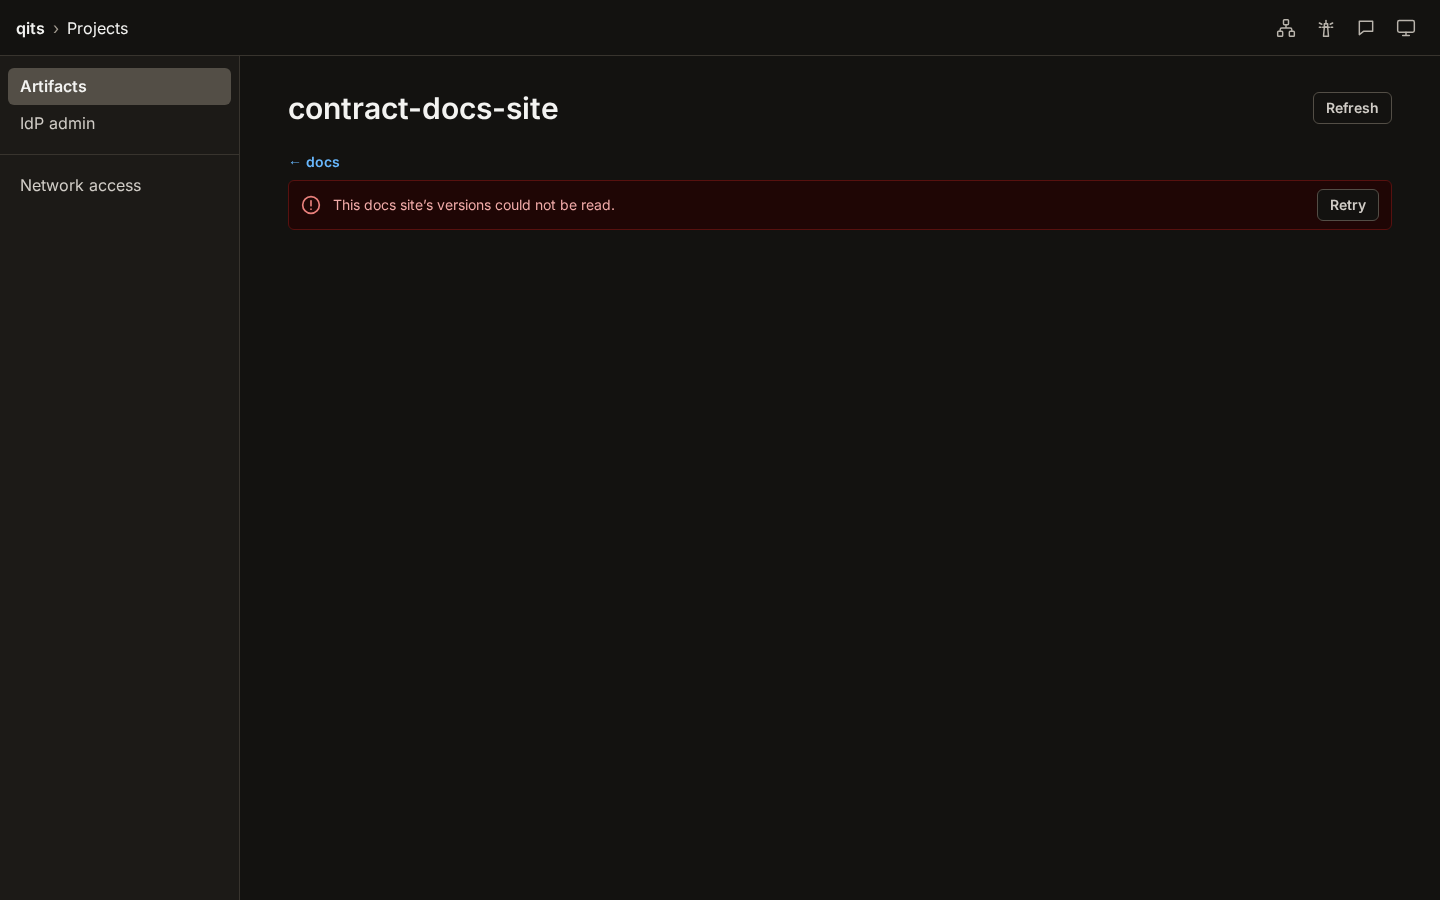 qits › Projects
Artifacts
IdP admin
Network access
contract-docs-site
Refresh
← docs
This docs site’s versions could not be read.
Retry